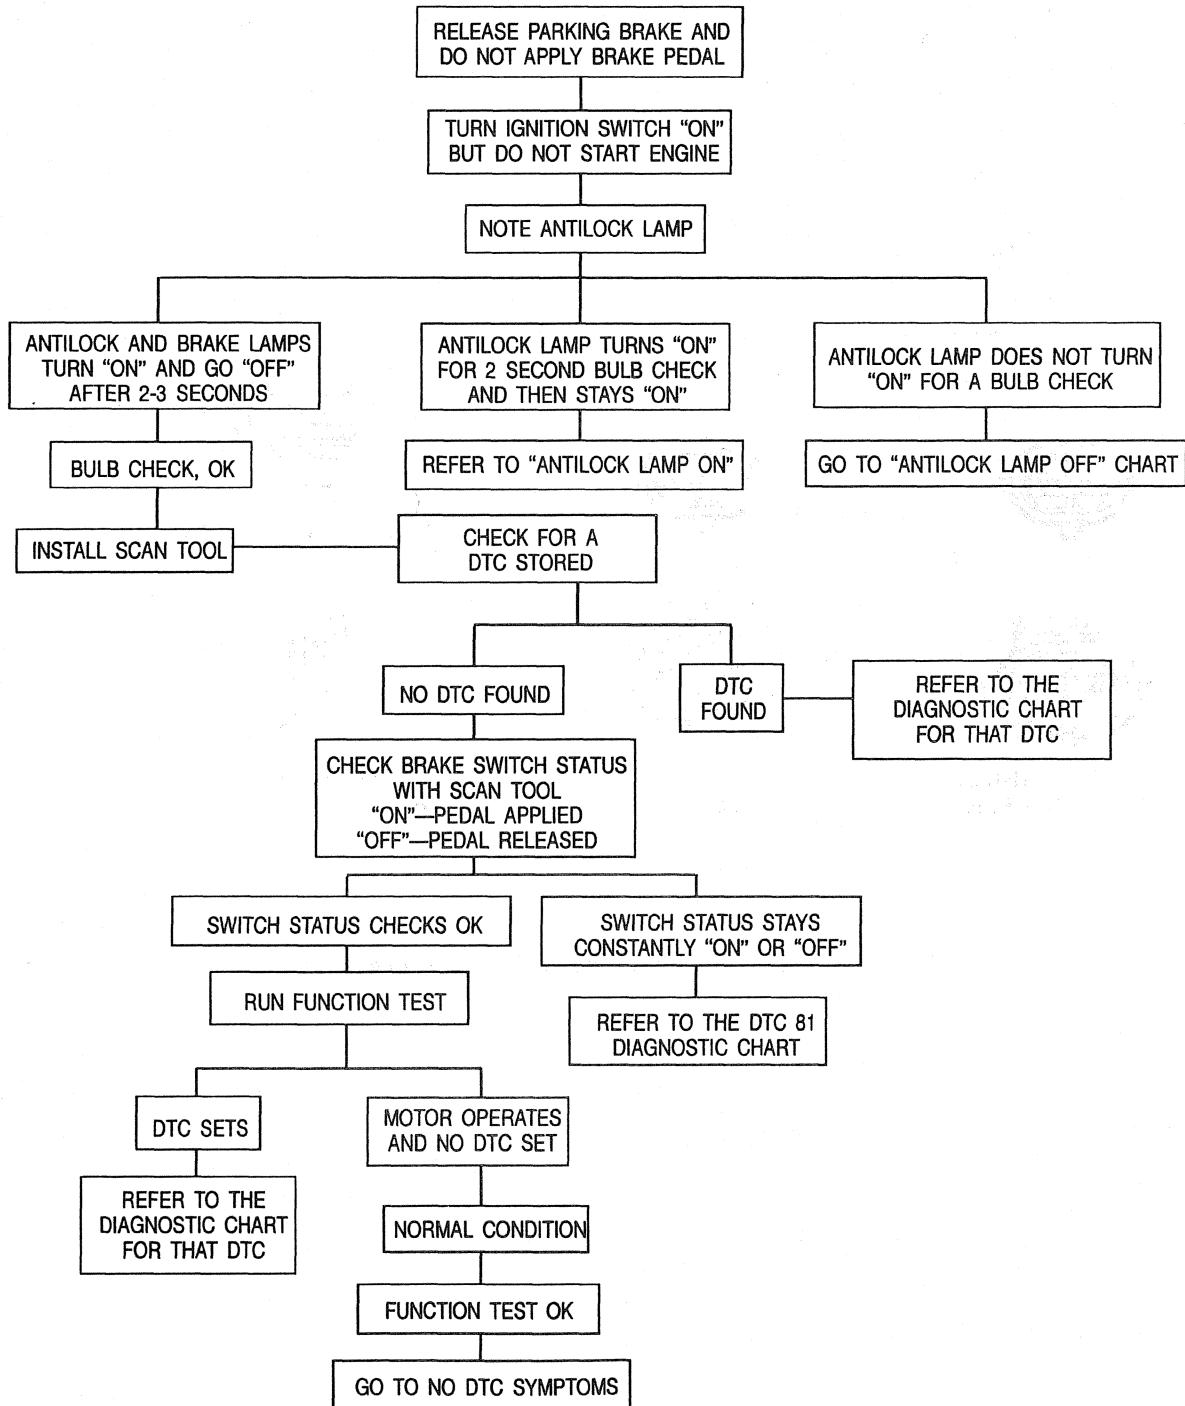 RELEASE PARKING BRAKE AND
DO NOT APPLY BRAKE PEDAL
TURN IGNITION SWITCH “ON”
BUT DO NOT START ENGINE
NOTE ANTILOCK LAMP
ANTILOCK AND BRAKE LAMPS
TURN “ON” AND GO “OFF”
AFTER 2-3 SECONDS
ANTILOCK LAMP TURNS “ON”
FOR 2 SECOND BULB CHECK
AND THEN STAYS “ON”
ANTILOCK LAMP DOES NOT TURN
“ON” FOR A BULB CHECK
BULB CHECK, OK
REFER TO “ANTILOCK LAMP ON”
GO TO “ANTILOCK LAMP OFF” CHART
INSTALL SCAN TOOL
CHECK FOR A
DTC STORED
NO DTC FOUND
DTC
FOUND
REFER TO THE
DIAGNOSTIC CHART
FOR THAT DTC
CHECK BRAKE SWITCH STATUS
WITH SCAN TOOL
“ON”—PEDAL APPLIED
“OFF”—PEDAL RELEASED
SWITCH STATUS CHECKS OK
SWITCH STATUS STAYS
CONSTANTLY “ON” OR “OFF”
RUN FUNCTION TEST
REFER TO THE DTC 81
DIAGNOSTIC CHART
DTC SETS
MOTOR OPERATES
AND NO DTC SET
REFER TO THE
DIAGNOSTIC CHART
FOR THAT DTC
NORMAL CONDITION
FUNCTION TEST OK
GO TO NO DTC SYMPTOMS